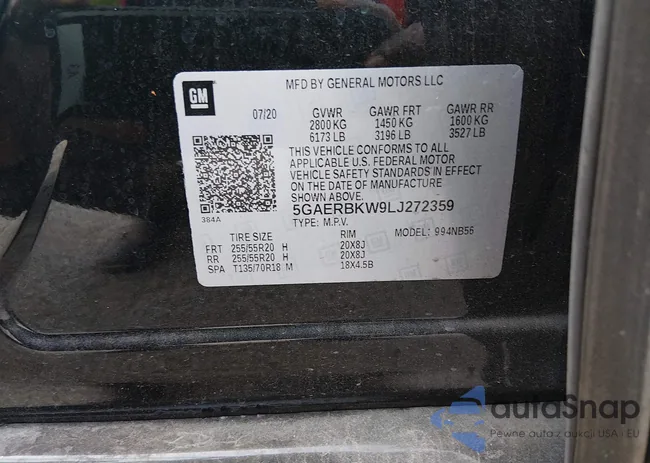 GM
MFD BY GENERAL MOTORS LLC
07/20 GVWR GAWR FRT GAWR RR
2800 KG 1450 KG 1600 KG
6173 LB 3196 LB 3527 LB
THIS VEHICLE CONFORMS TO ALL
APPLICABLE U.S. FEDERAL MOTOR
VEHICLE SAFETY STANDARDS IN EFFECT
ON THE DATE OF MANUFACTURE
SHOWN ABOVE.
384A 5GAERBKW9LJ272359
TYPE: M.P.V.
TIRE SIZE RIM MODEL: 994NB56
FRT 255/55R20 H 20X8J
RR 255/55R20 H 20X8J
SPA T135/70R18 M 18X4.5B
autaSnap
Pewne auta z aukcji USA i EU